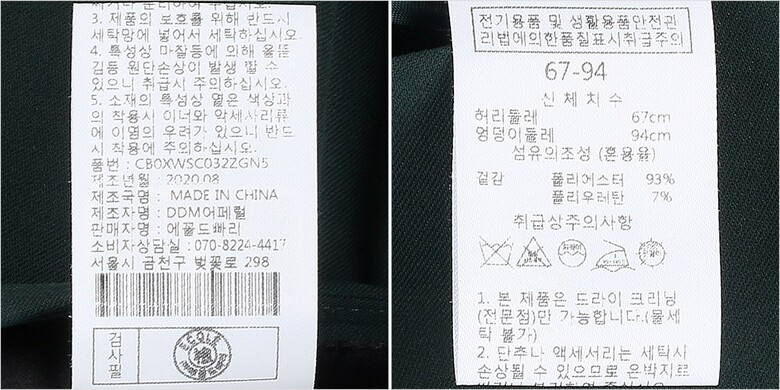 3. 제품의 보호를 위해 반드시
세탁망에 넣어서 세탁하십시오.
4. 특성상 마찰등에 의해 올뜯
김등 원단손상이 발생 할 수
있으니 취급시 주의하십시오.
5. 소재의 특성상 옅은 색상과
의 착용시 이너와 악세사리류
에 이염의 우려가 있으니 반드
시 착용에 주의하십시오.
품번 : CB0XWSC032ZGN5
제조년월 : 2020.08
제조국명 : MADE IN CHINA
제조자명 : DDM어페럴
판매자명 : 에꼴드빠리
소비자상담실 : 070-8224-4417
서울시 금천구 벚꽃로 298
검사필
ECOLE
전기용품 및 생활용품안전관
리법에의한품질표시취급주의
67-94
신체치수
허리둘레 67cm
엉덩이둘레 94cm
섬유의조성 (혼용율)
겉감 폴리에스터 93%
폴리우레탄 7%
취급상주의사항
1. 본 제품은 드라이 크리닝
(전문점)만 가능합니다.(물세
탁 불가)
2. 단추나 액세서리는 세탁시
손상될 수 있으므로 은박지로